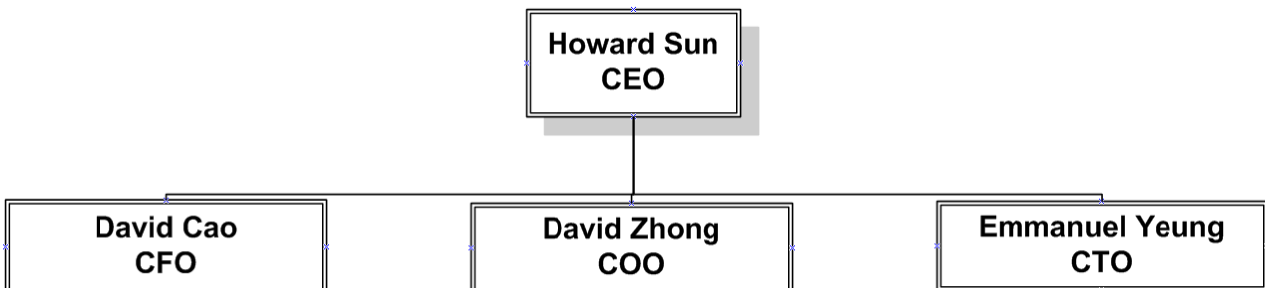 Howard Sun
CEO
David Cao
CFO
David Zhong
COO
Emmanuel Yeung
CTO